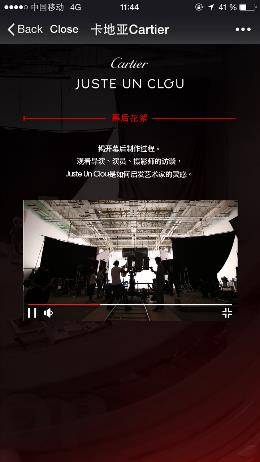 中国移动 4G 11:44 41%
Back Close 卡地亚Cartier
Cartier
JUSTE UN CLOU
幕后花絮
揭开幕后制作过程。
观看导演、演员、摄影师的访谈，
Juste Un Clou是如何启发艺术家的灵感。